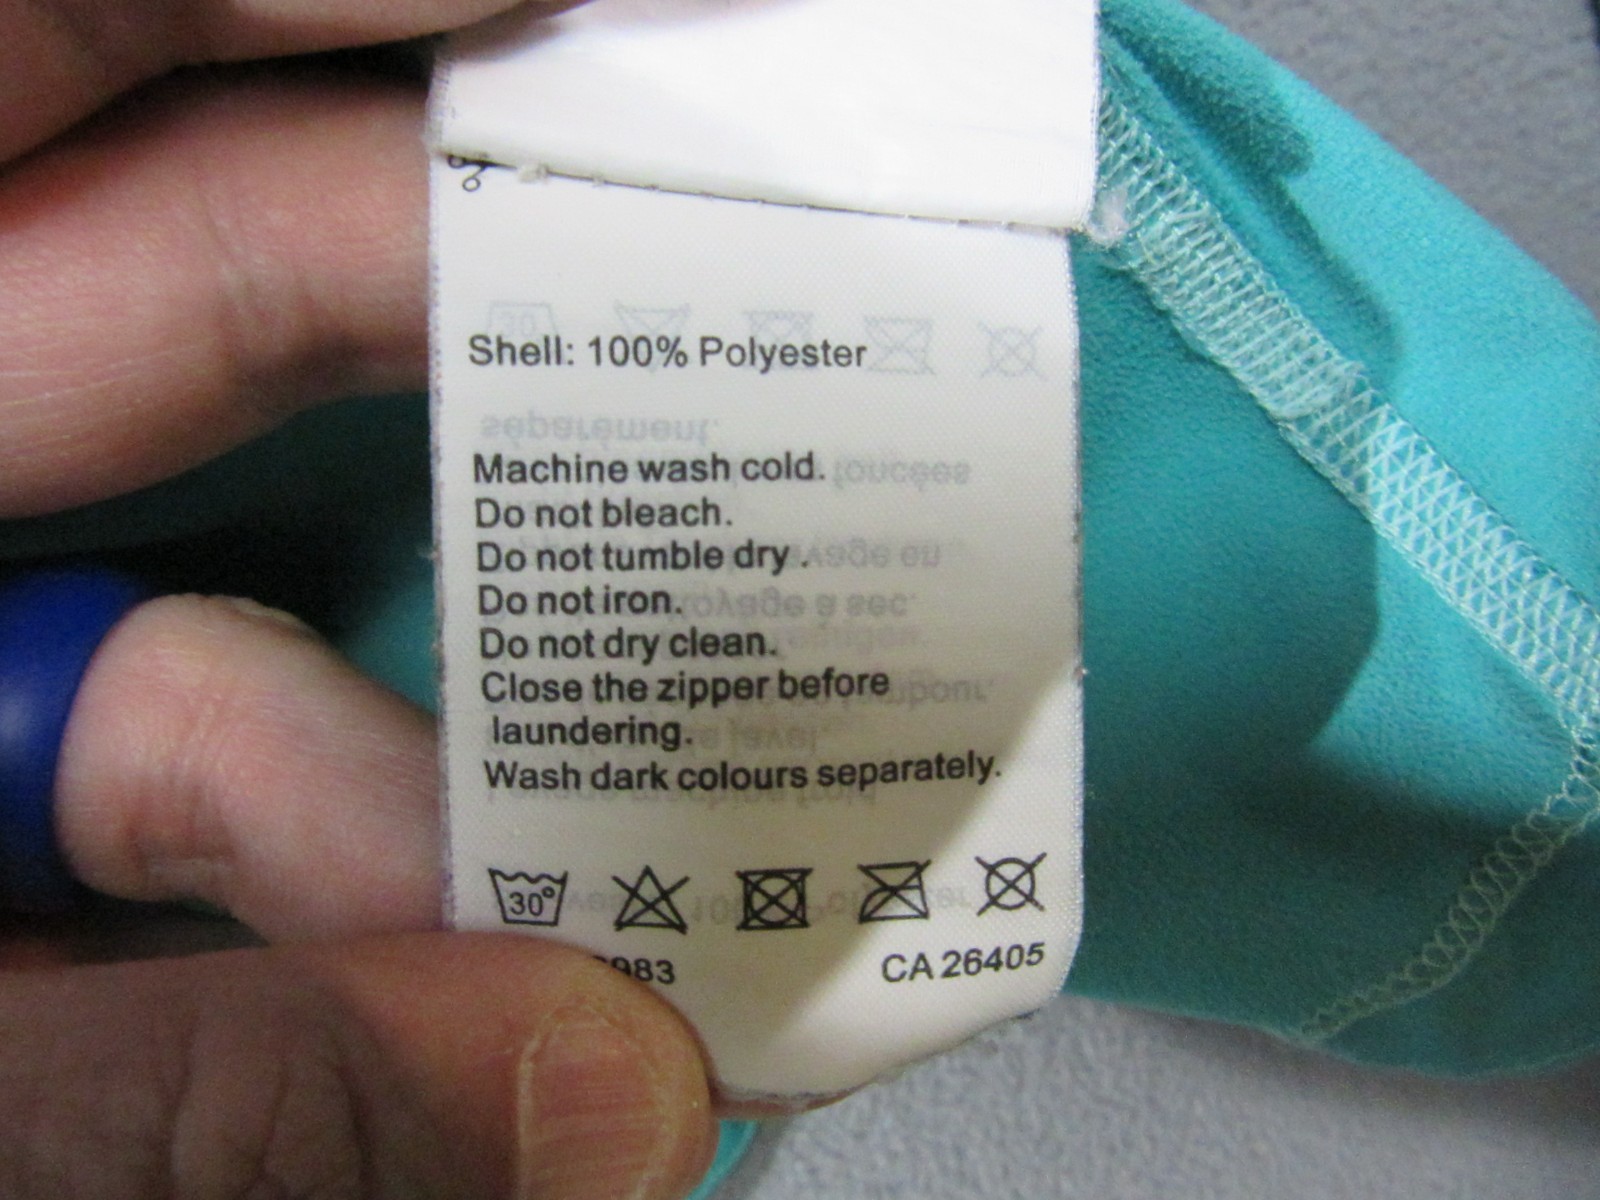 Shell: 100% Polyester
Machine wash cold.
Do not bleach.
Do not tumble dry .
Do not iron.
Do not dry clean.
Close the zipper before
laundering.
Wash dark colours separately.
30°
CA 26405